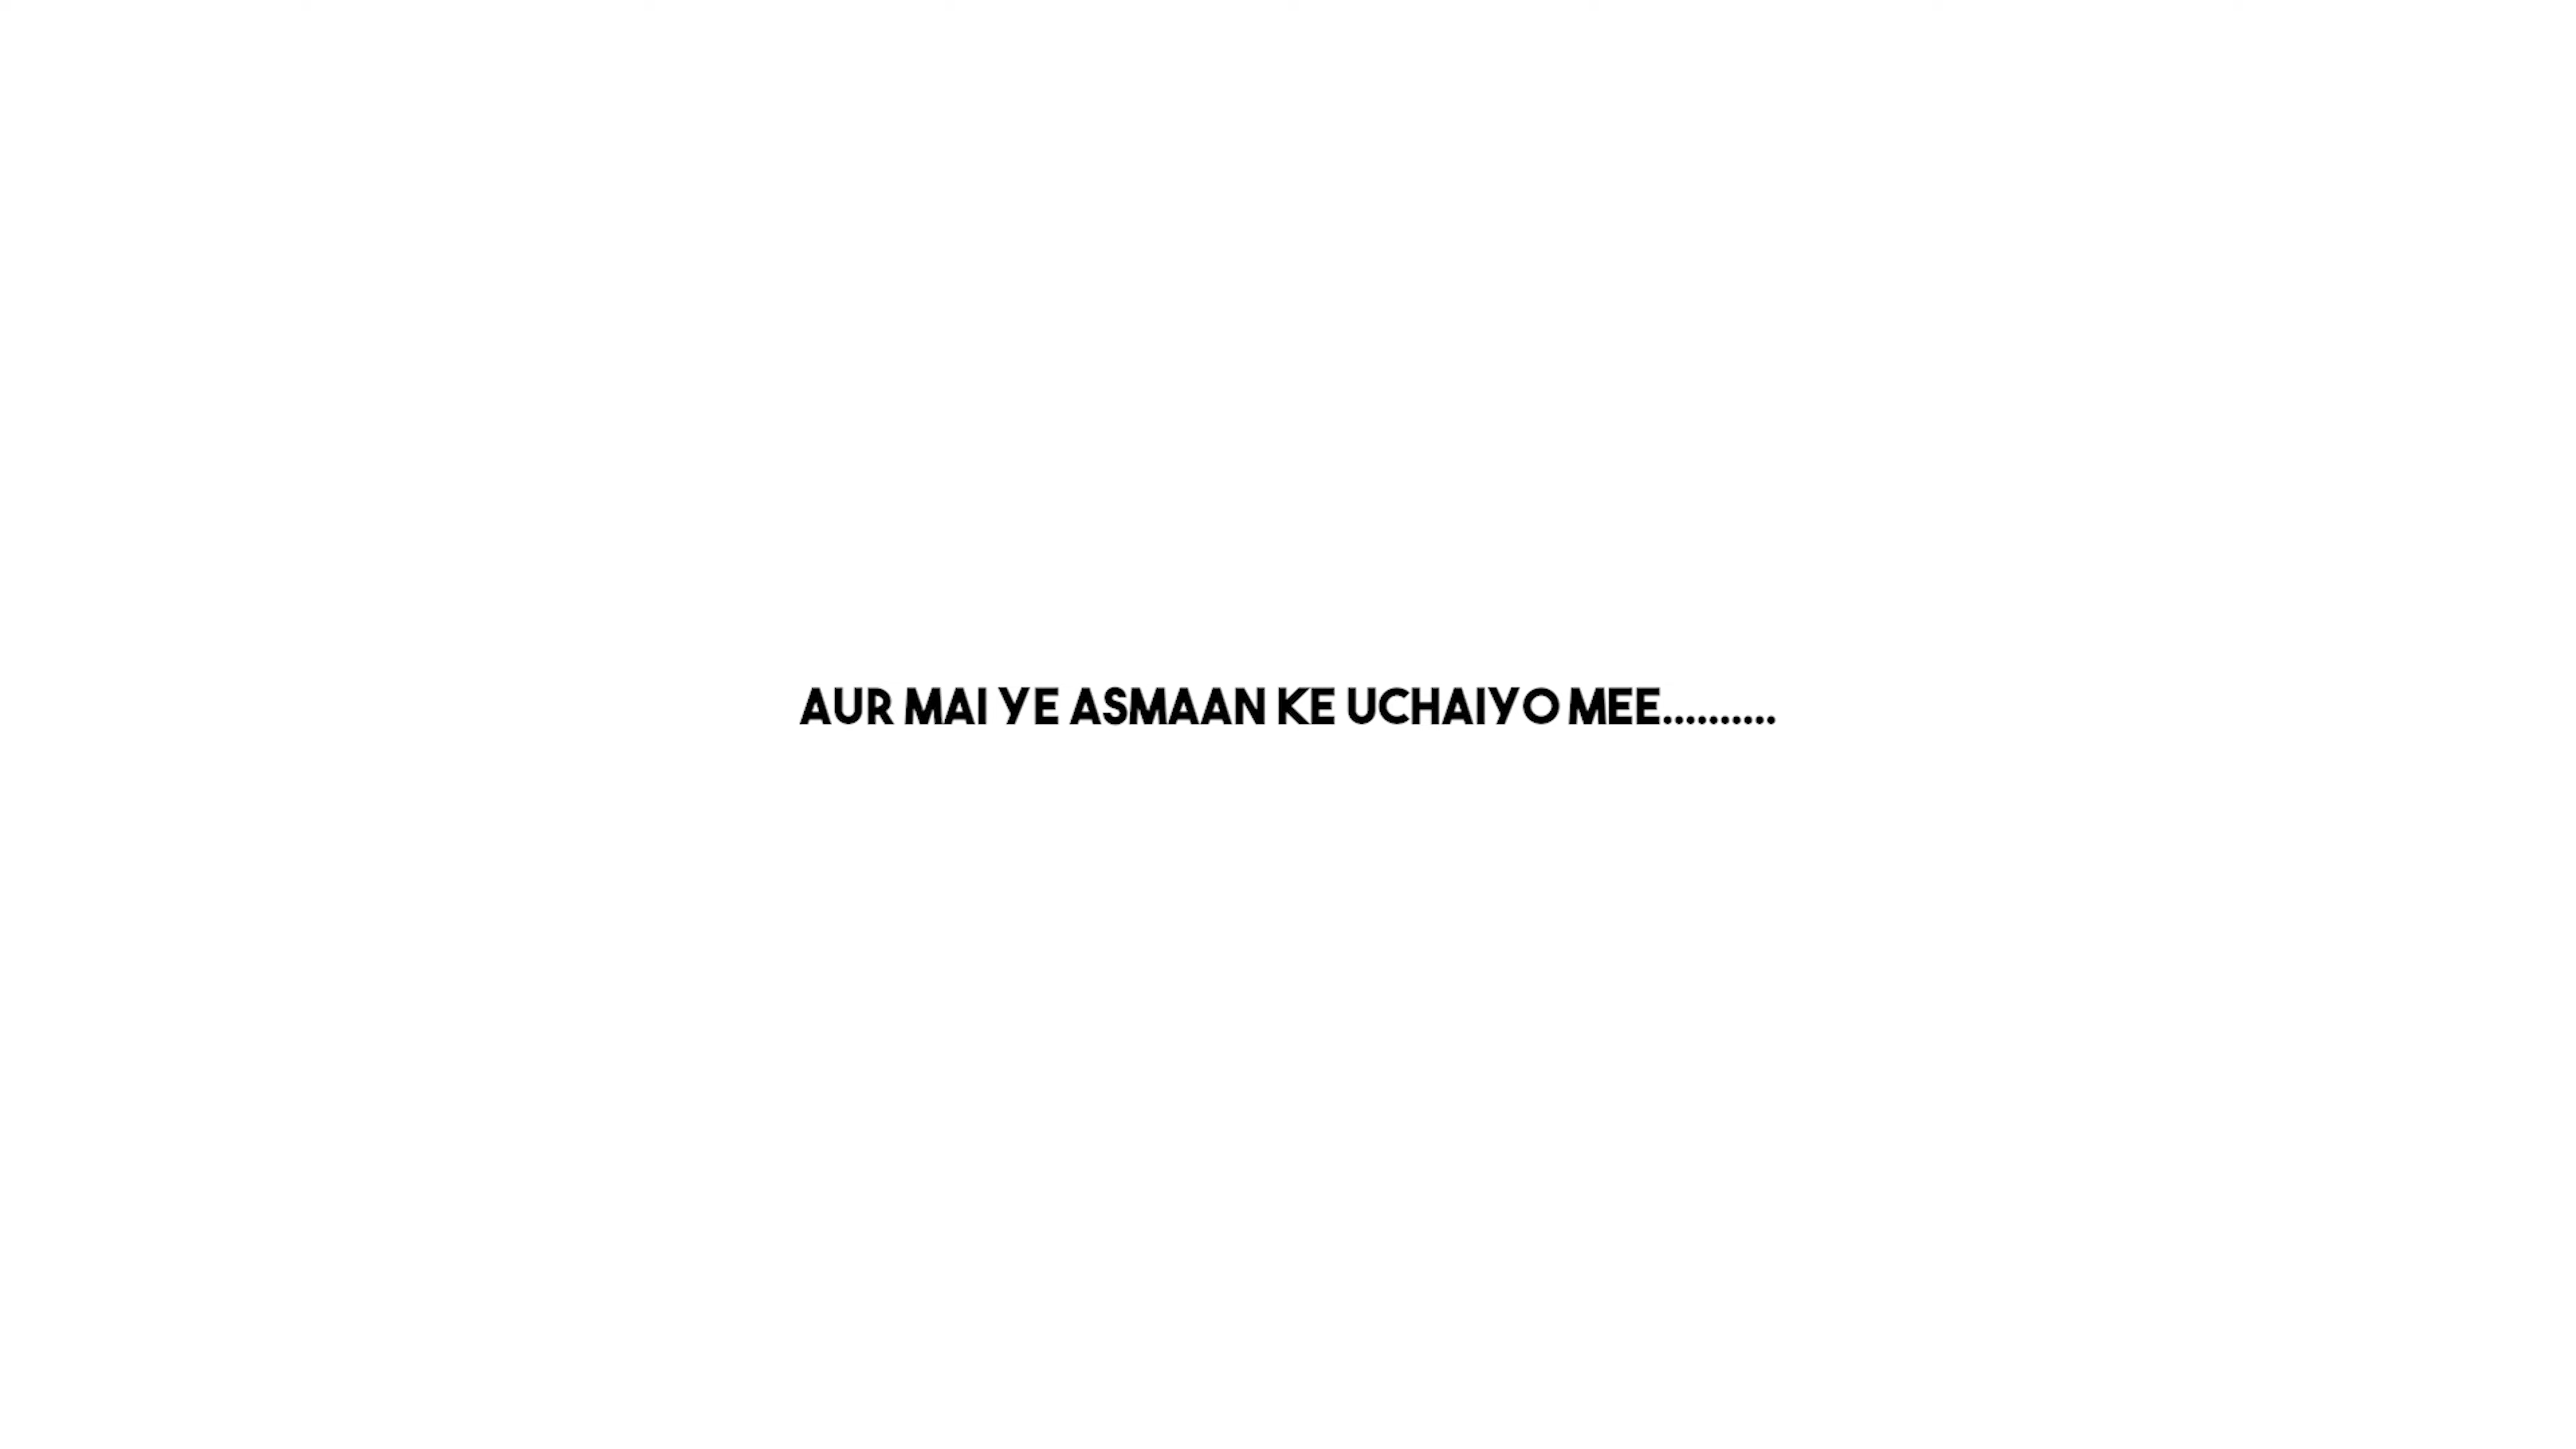 AUR MAI YE ASMAAN KE UCHAIYO MEE..........